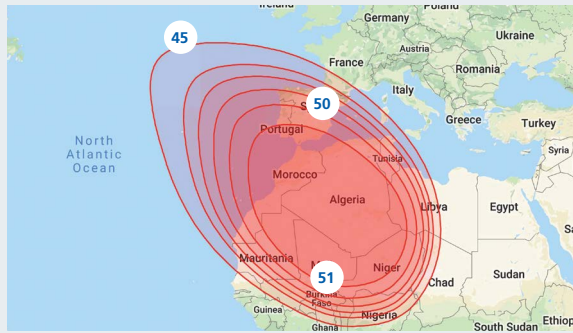 45
Germany
Ukraine
Austria
France
Romania
Italy
50
Portugal
Greece
Turkey
Tunisia
Syria
North
Atlantic
Ocean
Morocco
Algeria
Libya
Egypt
Mauritania
51
Niger
Chad
Sudan
Burkina
Faso
Guinea
Nigeria
Ghana
South Sudan